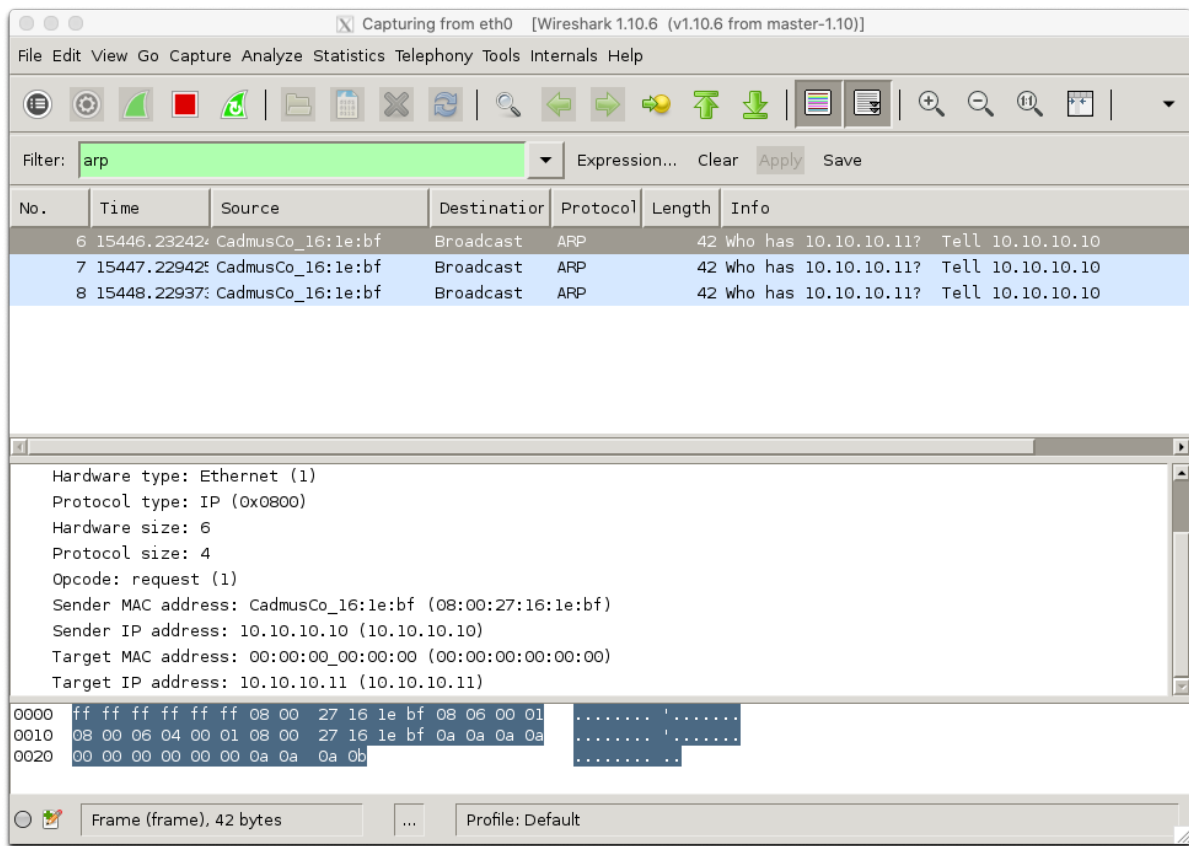 Capturing from eth0 [Wireshark 1.10.6 (v1.10.6 from master-1.10)]
File Edit View Go Capture Analyze Statistics Telephony Tools Internals Help
Filter: arp Expression... Clear Apply Save
No. Time Source Destination Protocol Length Info
6 15446.232424 CadmusCo_16:1e:bf Broadcast ARP 42 Who has 10.10.10.11? Tell 10.10.10.10
7 15447.229425 CadmusCo_16:1e:bf Broadcast ARP 42 Who has 10.10.10.11? Tell 10.10.10.10
8 15448.229373 CadmusCo_16:1e:bf Broadcast ARP 42 Who has 10.10.10.11? Tell 10.10.10.10
Hardware type: Ethernet (1)
Protocol type: IP (0x0800)
Hardware size: 6
Protocol size: 4
Opcode: request (1)
Sender MAC address: CadmusCo_16:1e:bf (08:00:27:16:1e:bf)
Sender IP address: 10.10.10.10 (10.10.10.10)
Target MAC address: 00:00:00_00:00:00 (00:00:00:00:00:00)
Target IP address: 10.10.10.11 (10.10.10.11)
0000 ff ff ff ff ff ff 08 00 27 16 1e bf 08 06 00 01 ........ '.......
0010 08 00 06 04 00 01 08 00 27 16 1e bf 0a 0a 0a 0a ........ '.......
0020 00 00 00 00 00 00 0a 0a 0a 0b ........ ..
Frame (frame), 42 bytes ... Profile: Default